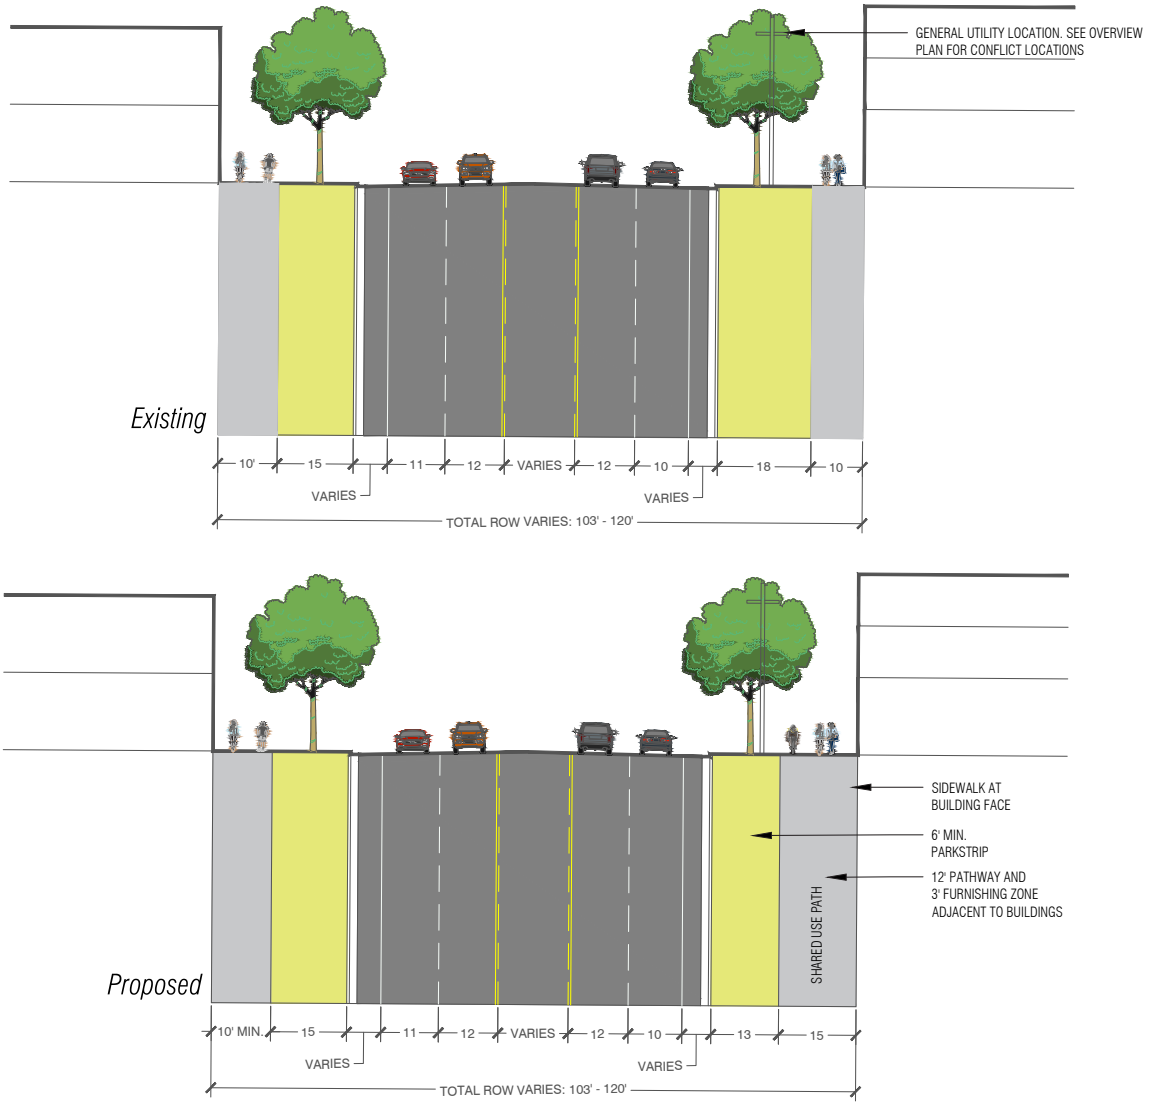 GENERAL UTILITY LOCATION. SEE OVERVIEW
PLAN FOR CONFLICT LOCATIONS
Existing
10' 15 11 12 VARIES 12 10 18 10
VARIES VARIES
TOTAL ROW VARIES: 103' - 120'
SIDEWALK AT
BUILDING FACE
6' MIN.
PARKSTRIP
12' PATHWAY AND
3' FURNISHING ZONE
ADJACENT TO BUILDINGS
SHARED USE PATH
Proposed
10' MIN. 15 11 12 VARIES 12 10 13 15
VARIES VARIES
TOTAL ROW VARIES: 103' - 120'